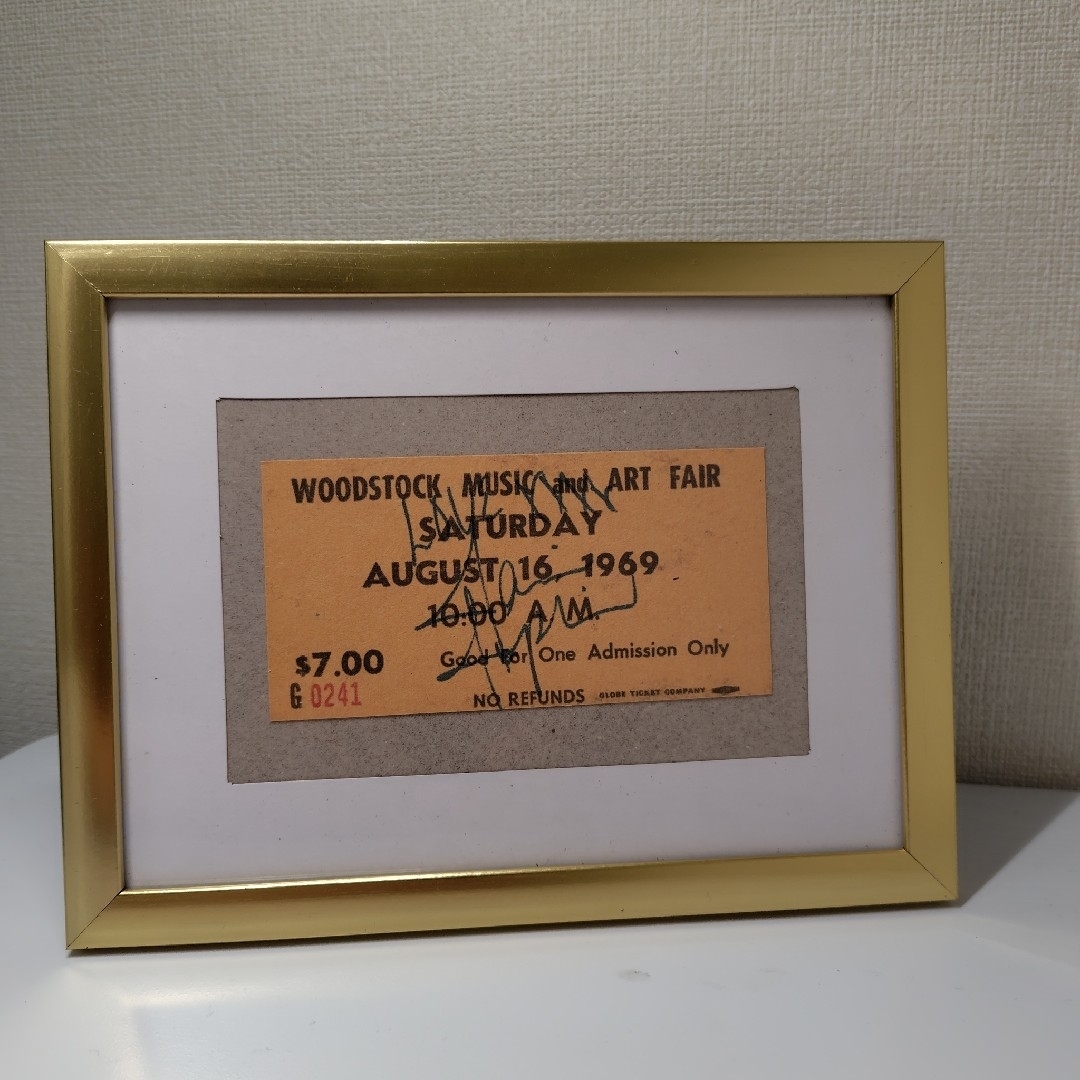 WOODSTOCK MUSIC and ART FAIR
SATURDAY
AUGUST 16, 1969
10:00 A. M.
$7.00
Good For One Admission Only
G 0241
NO REFUNDS GLOBE TICKET COMPANY